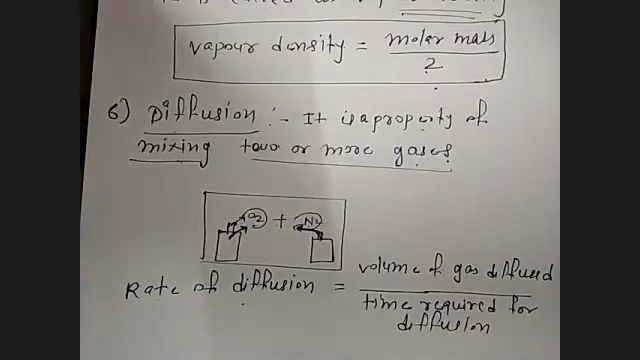 vapour density = molar mass / 2
6) Diffusion :- It is a property of
mixing two or more gases
O2 + N2
Rate of diffusion = volume of gas diffused / time required for diffusion